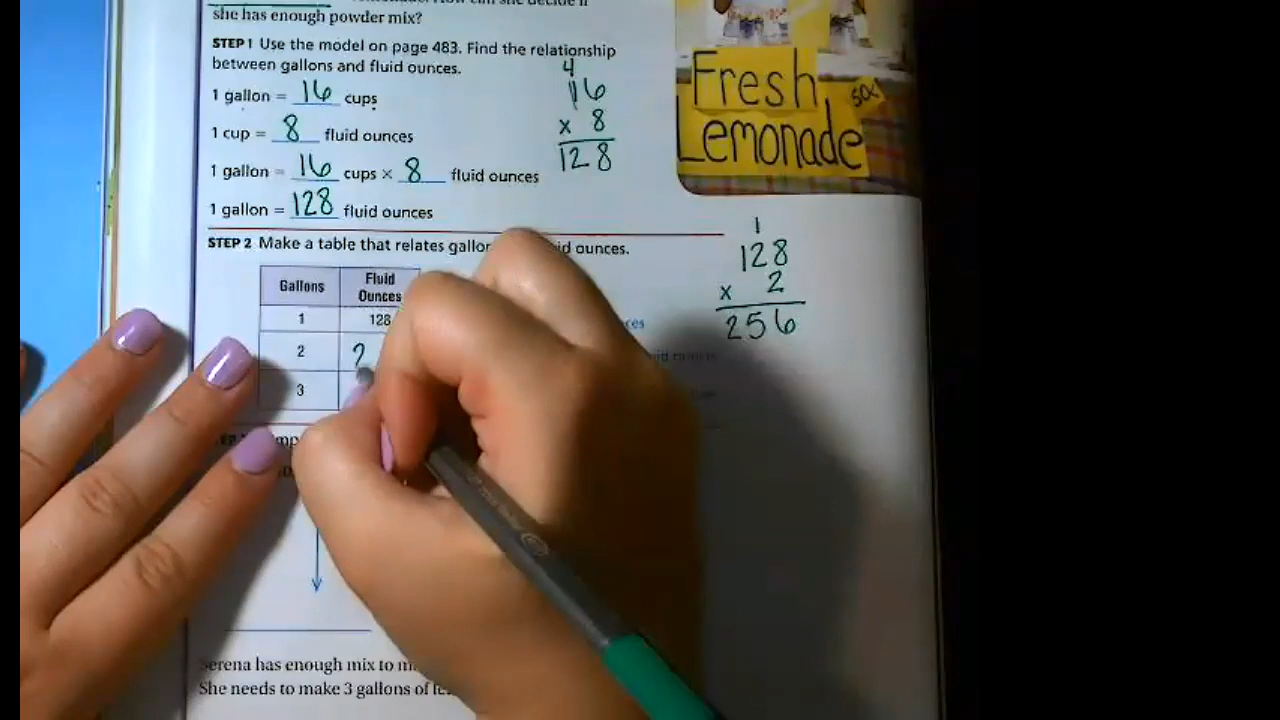 she has enough powder mix?
STEP 1 Use the model on page 483. Find the relationship
between gallons and fluid ounces.
1 gallon = 16 cups
1 cup = 8 fluid ounces
1 gallon = 16 cups × 8 fluid ounces
1 gallon = 128 fluid ounces
4
16
x 8
128
Fresh
Lemonade
50¢
STEP 2 Make a table that relates gallon ounces.
Gallons Fluid Ounces
1 128
2 2
3
1
128
x 2
256
Serena has enough mix to
She needs to make 3 gallons of